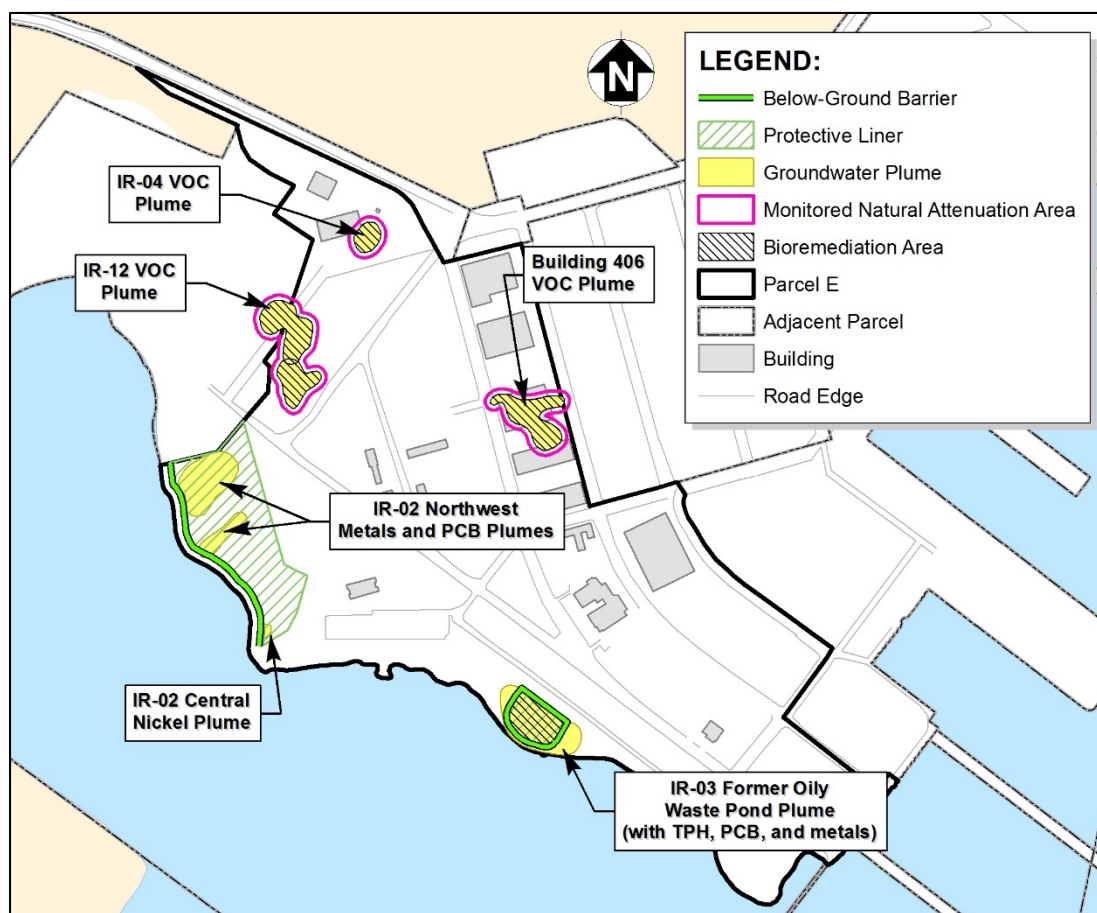 N
LEGEND:
Below-Ground Barrier
Protective Liner
Groundwater Plume
Monitored Natural Attenuation Area
Bioremediation Area
Parcel E
Adjacent Parcel
Building
Road Edge
IR-04 VOC
Plume
IR-12 VOC
Plume
Building 406
VOC Plume
IR-02 Northwest
Metals and PCB Plumes
IR-02 Central
Nickel Plume
IR-03 Former Oily
Waste Pond Plume
(with TPH, PCB, and metals)